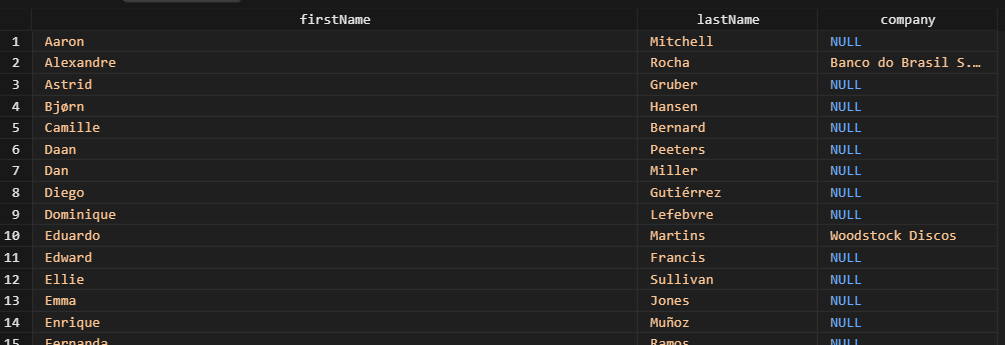 firstName lastName company
1 Aaron Mitchell NULL
2 Alexandre Rocha Banco do Brasil S.…
3 Astrid Gruber NULL
4 Bjørn Hansen NULL
5 Camille Bernard NULL
6 Daan Peeters NULL
7 Dan Miller NULL
8 Diego Gutiérrez NULL
9 Dominique Lefebvre NULL
10 Eduardo Martins Woodstock Discos
11 Edward Francis NULL
12 Ellie Sullivan NULL
13 Emma Jones NULL
14 Enrique Muñoz NULL
15 Fernanda Ramos NULL